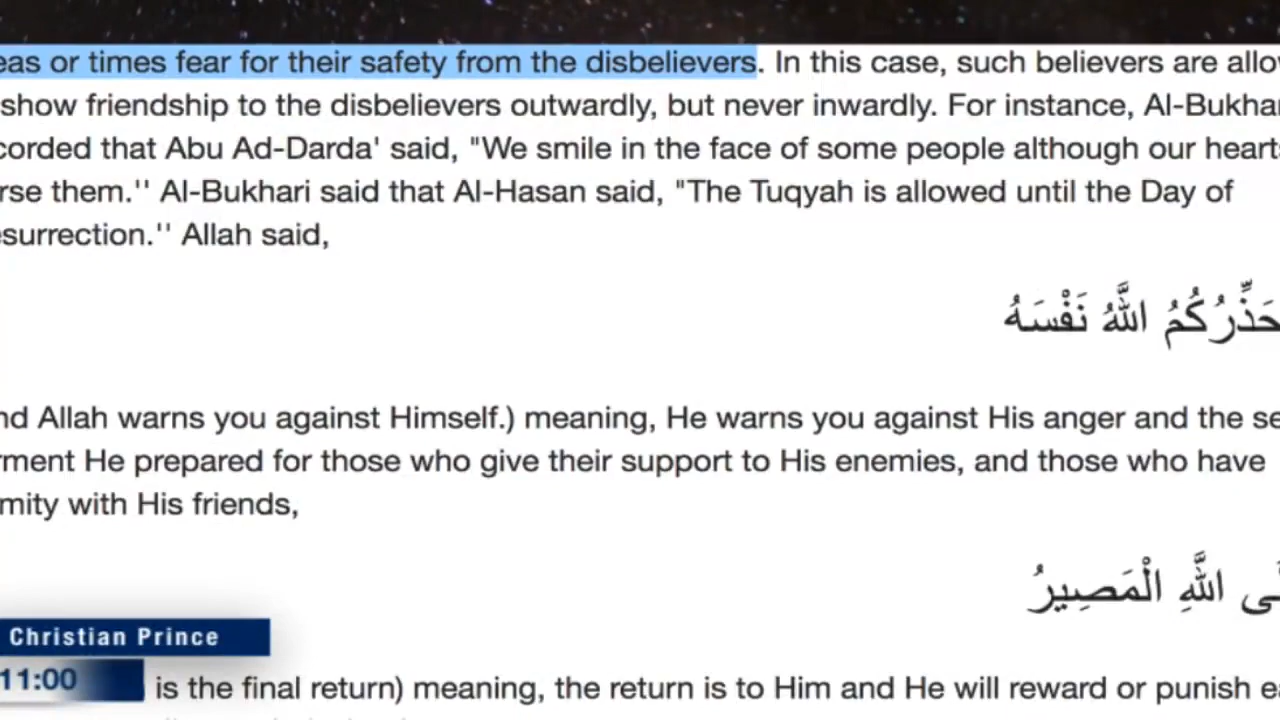 eas or times fear for their safety from the disbelievers. In this case, such believers are allo
show friendship to the disbelievers outwardly, but never inwardly. For instance, Al-Bukha
corded that Abu Ad-Darda' said, "We smile in the face of some people although our hearts
rse them.'' Al-Bukhari said that Al-Hasan said, "The Tuqyah is allowed until the Day of
esurrection.'' Allah said,
حَذِّرُكُمُ اللَّهُ نَفْسَهُ
nd Allah warns you against Himself.) meaning, He warns you against His anger and the se
rment He prepared for those who give their support to His enemies, and those who have
mity with His friends,
لَى اللَّهِ الْمَصِيرُ
Christian Prince
11:00
is the final return) meaning, the return is to Him and He will reward or punish e